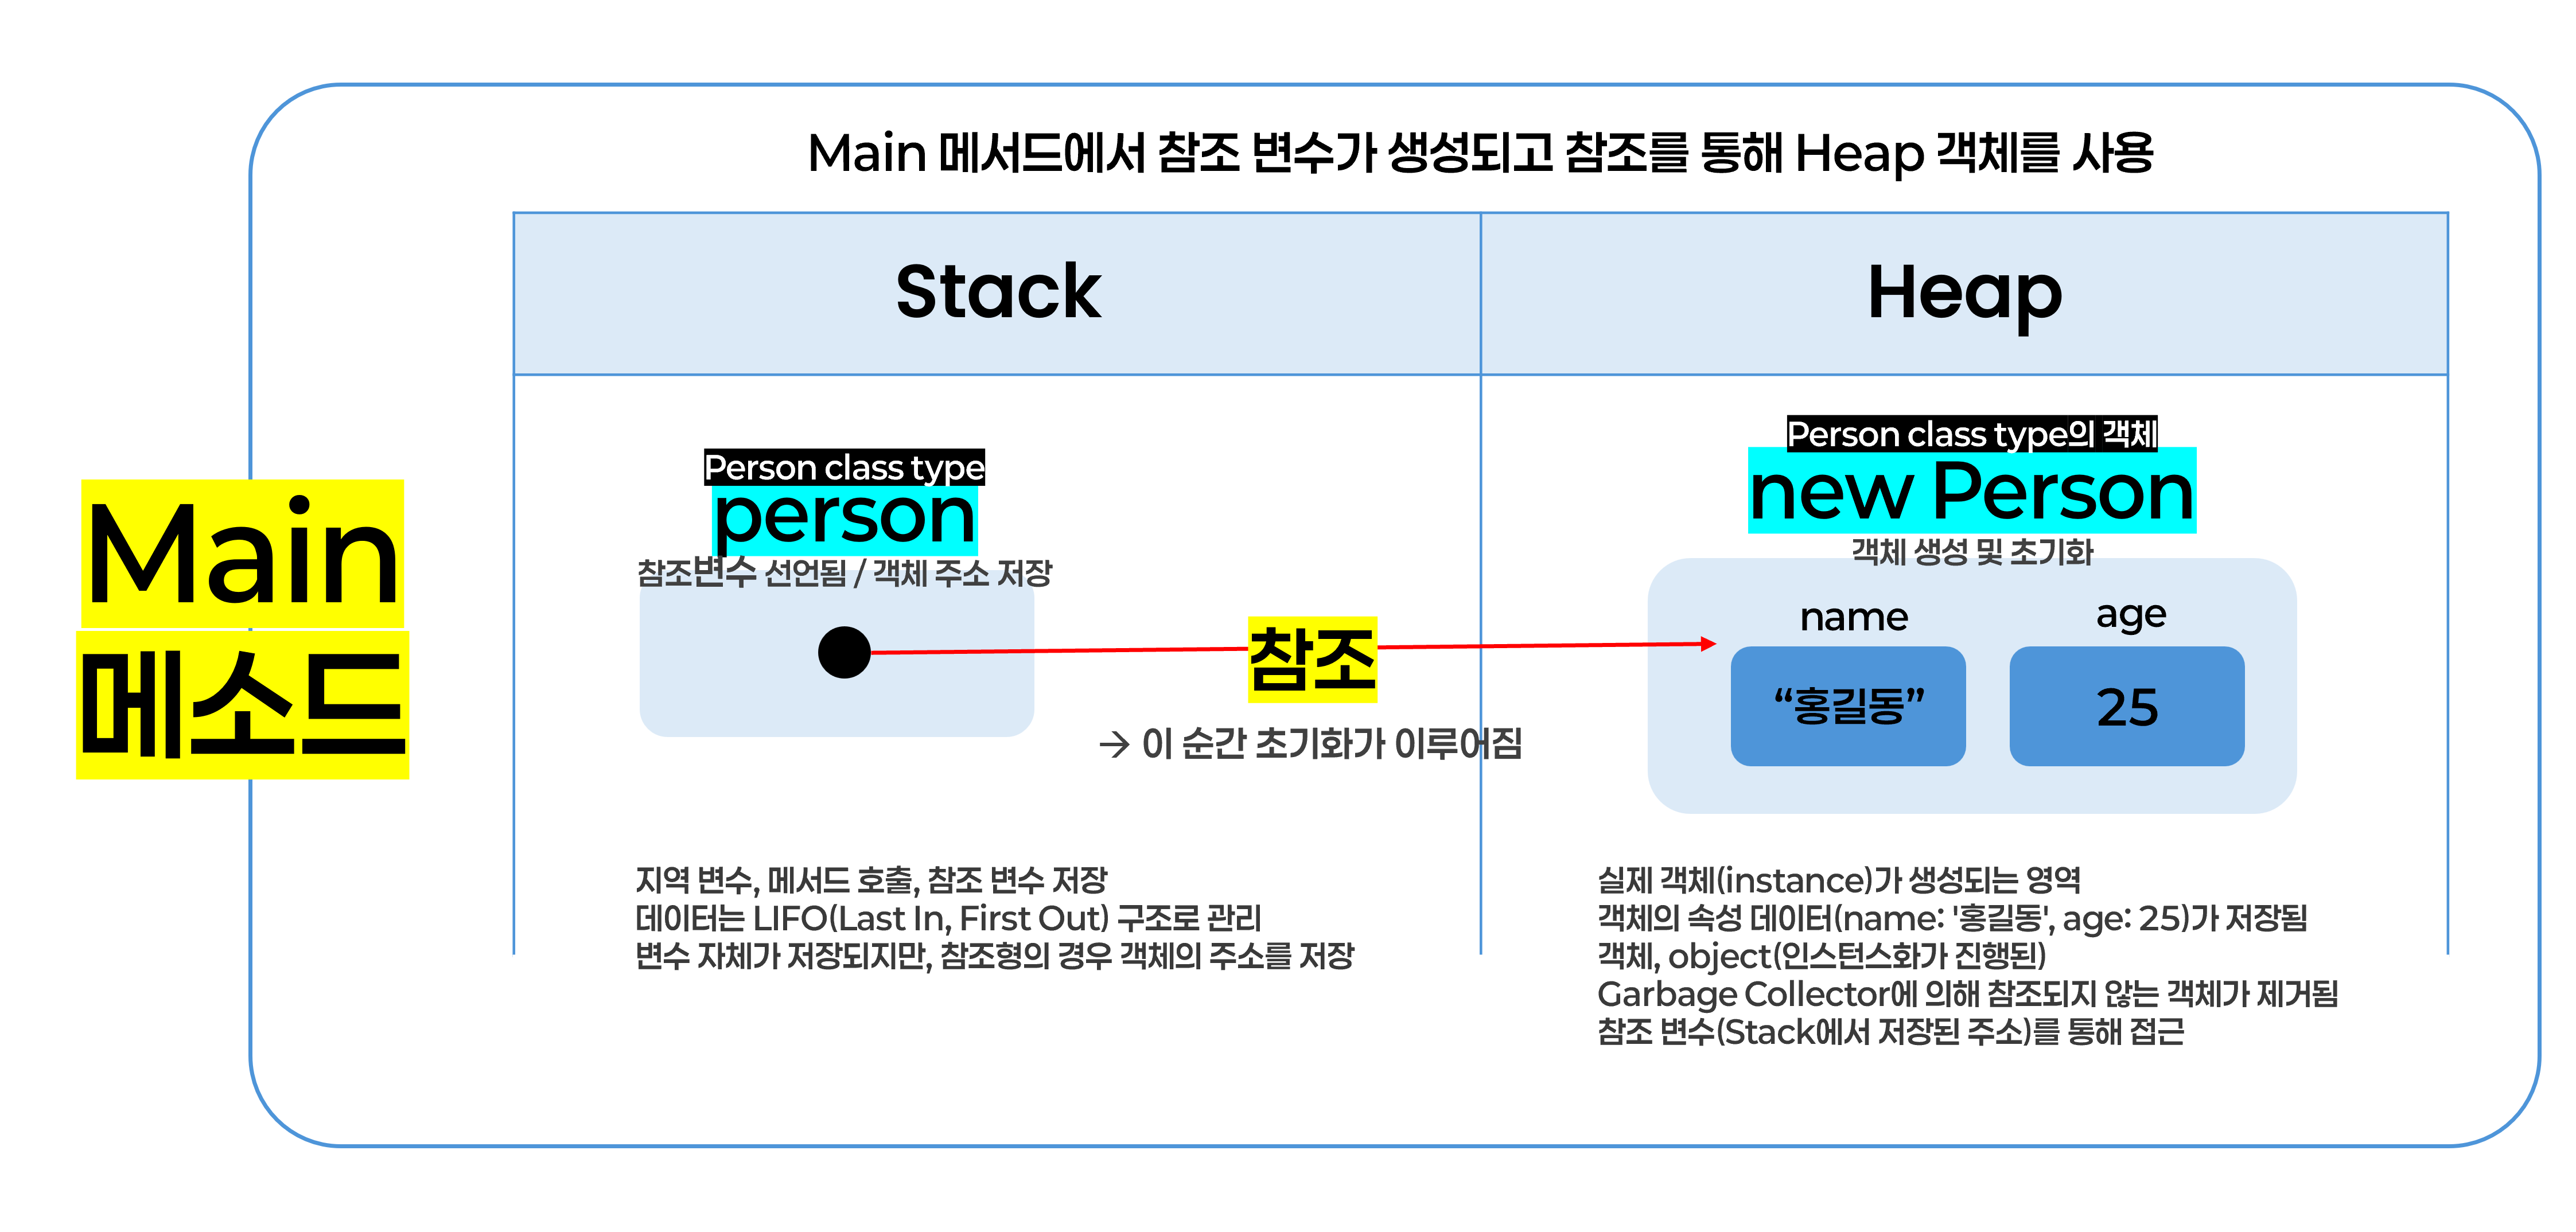 Main 메서드에서 참조 변수가 생성되고 참조를 통해 Heap 객체를 사용
Main
메소드
Stack
Heap
Person class type
person
참조변수 선언됨 / 객체 주소 저장
참조
→ 이 순간 초기화가 이루어짐
Person class type의 객체
new Person
객체 생성 및 초기화
name
age
“홍길동”
25
지역 변수, 메서드 호출, 참조 변수 저장
데이터는 LIFO(Last In, First Out) 구조로 관리
변수 자체가 저장되지만, 참조형의 경우 객체의 주소를 저장
실제 객체(instance)가 생성되는 영역
객체의 속성 데이터(name: '홍길동', age: 25)가 저장됨
객체, object(인스턴스화가 진행된)
Garbage Collector에 의해 참조되지 않는 객체가 제거됨
참조 변수(Stack에서 저장된 주소)를 통해 접근